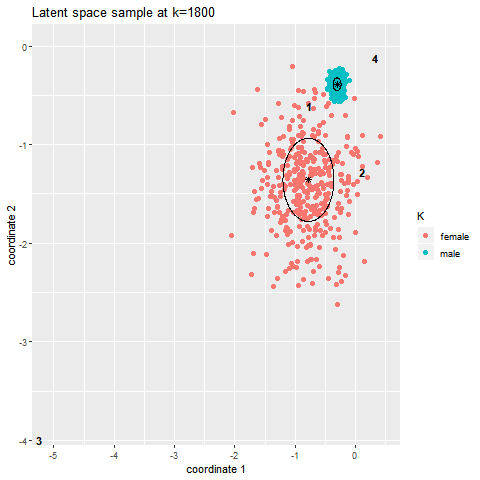 Latent space sample at k=1800
0
4
1
-1
2
coordinate 2
-2
K
female
male
-3
-4
3
-5 -4 -3 -2 -1 0
coordinate 1